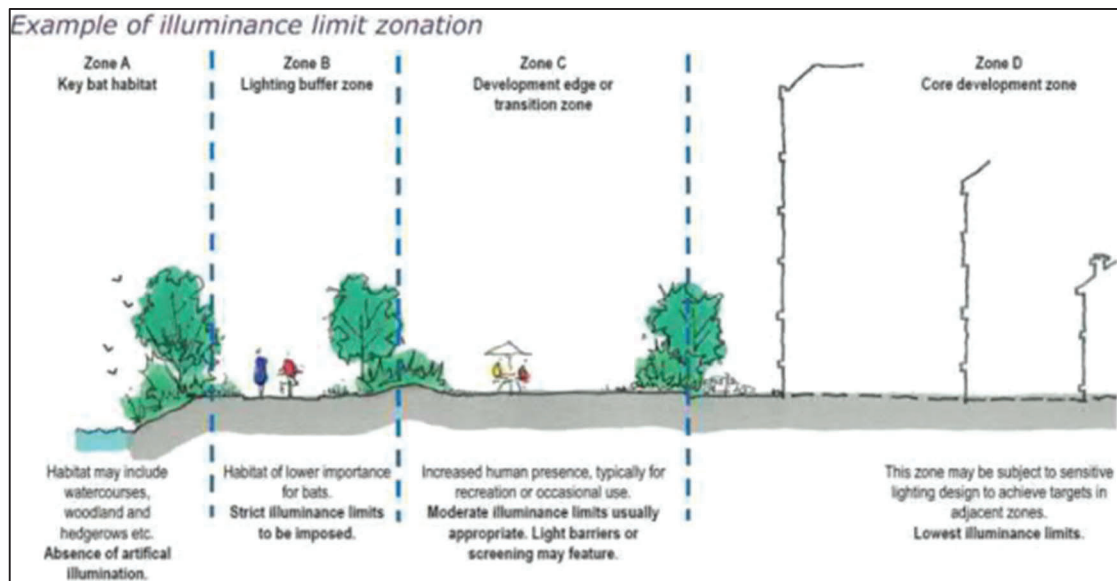 Example of illuminance limit zonation
Zone A
Key bat habitat
Zone B
Lighting buffer zone
Zone C
Development edge or
transition zone
Zone D
Core development zone
Habitat may include
watercourses,
woodland and
hedgerows etc.
Absence of artifical
illumination.
Habitat of lower importance
for bats.
Strict illuminance limits
to be imposed.
Increased human presence, typically for
recreation or occasional use.
Moderate illuminance limits usually
appropriate. Light barriers or
screening may feature.
This zone may be subject to sensitive
lighting design to achieve targets in
adjacent zones.
Lowest illuminance limits.